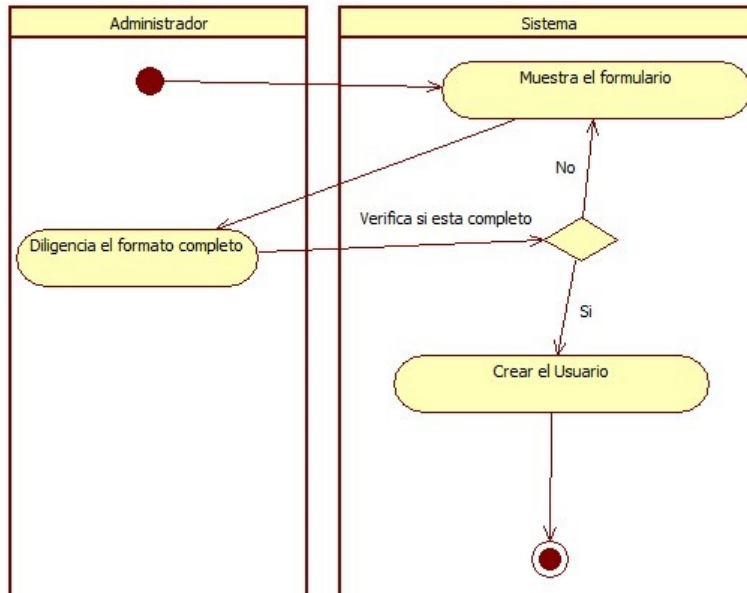 Administrador
Sistema
Muestra el formulario
No
Verifica si esta completo
Diligencia el formato completo
Si
Crear el Usuario